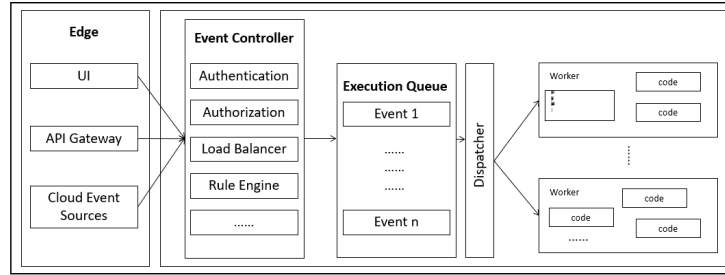 Edge
UI
API Gateway
Cloud Event
Sources
Event Controller
Authentication
Authorization
Load Balancer
Rule Engine
......
Execution Queue
Event 1
......
......
......
Event n
Dispatcher
Worker
code
code
......
Worker
code
code
code
......